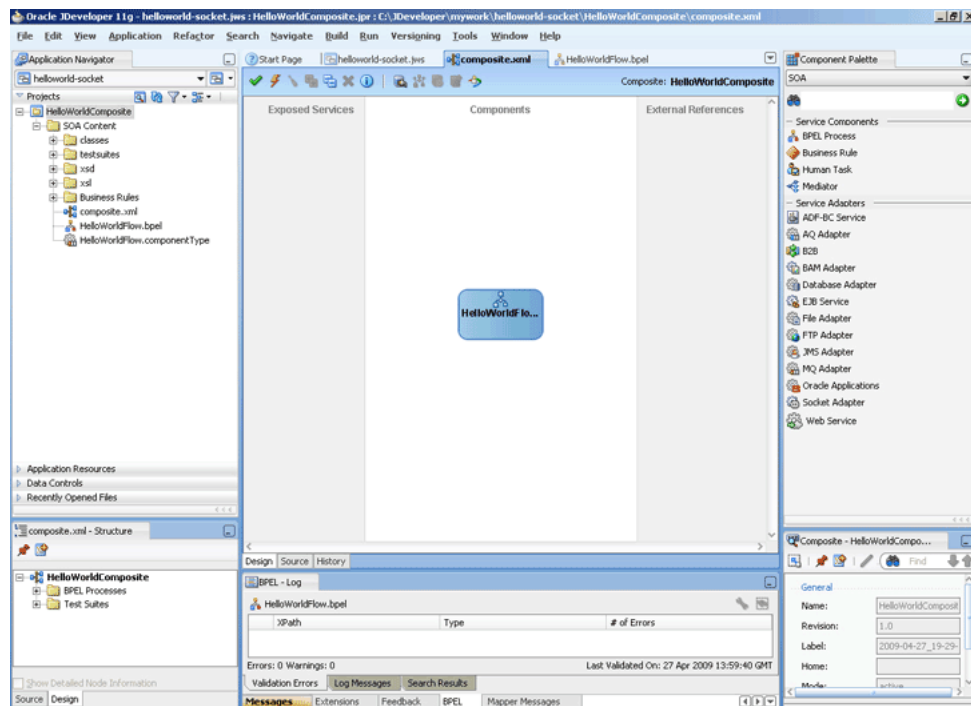 Oracle JDeveloper 11g - helloworld-socket.jws : HelloWorldComposite.jpr : C:\JDeveloper\mywork\helloworld-socket\HelloWorldComposite\composite.xml
File Edit View Application Refactor Search Navigate Build Run Versioning Tools Window Help
Application Navigator
helloworld-socket
Projects
HelloWorldComposite
SOA Content
classes
testsuites
xsd
xsl
Business Rules
composite.xml
HelloWorldFlow.bpel
HelloWorldFlow.componentType
Application Resources
Data Controls
Recently Opened Files
composite.xml - Structure
HelloWorldComposite
BPEL Processes
Test Suites
Show Detailed Node Information
Source Design
Start Page helloworld-socket.jws composite.xml HelloWorldFlow.bpel
Composite: HelloWorldComposite
Exposed Services Components External References
HelloWorldFlo...
Design Source History
BPEL - Log
HelloWorldFlow.bpel
XPath Type # of Errors
Errors: 0 Warnings: 0 Last Validated On: 27 Apr 2009 13:59:40 GMT
Validation Errors Log Messages Search Results
Messages Extensions Feedback BPEL Mapper Messages
Component Palette
SOA
Service Components
BPEL Process
Business Rule
Human Task
Mediator
Service Adapters
ADF-BC Service
AQ Adapter
B2B
BAM Adapter
Database Adapter
EJB Service
File Adapter
FTP Adapter
JMS Adapter
MQ Adapter
Oracle Applications
Socket Adapter
Web Service
Composite - HelloWorldCompo...
Find
General
Name: HelloWorldComposit
Revision: 1.0
Label: 2009-04-27_19-29-
Home:
Mode: active